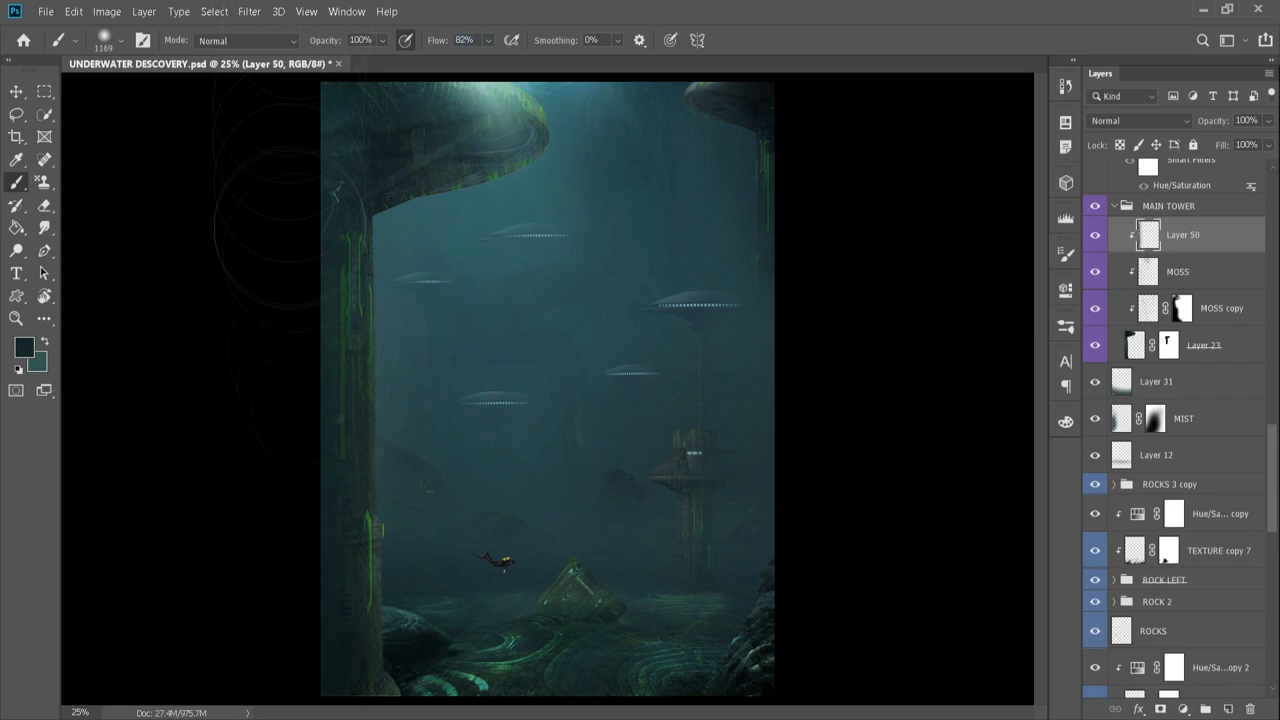 Ps File Edit Image Layer Type Select Filter 3D View Window Help
1169 Mode: Normal Opacity: 100% Flow: 82% Smoothing: 0%
UNDERWATER DESCOVERY.psd @ 25% (Layer 50, RGB/8#) * ×
Layers
Kind
Normal Opacity: 100%
Lock: Fill: 100%
Smart Filters
Hue/Saturation
MAIN TOWER
Layer 50
MOSS
MOSS copy
Layer 23
Layer 31
MIST
Layer 12
ROCKS 3 copy
Hue/Sa... copy
TEXTURE copy 7
ROCK LEFT
ROCK 2
ROCKS
Hue/Sa...opy 2
25% Doc: 27.4M/975.7M